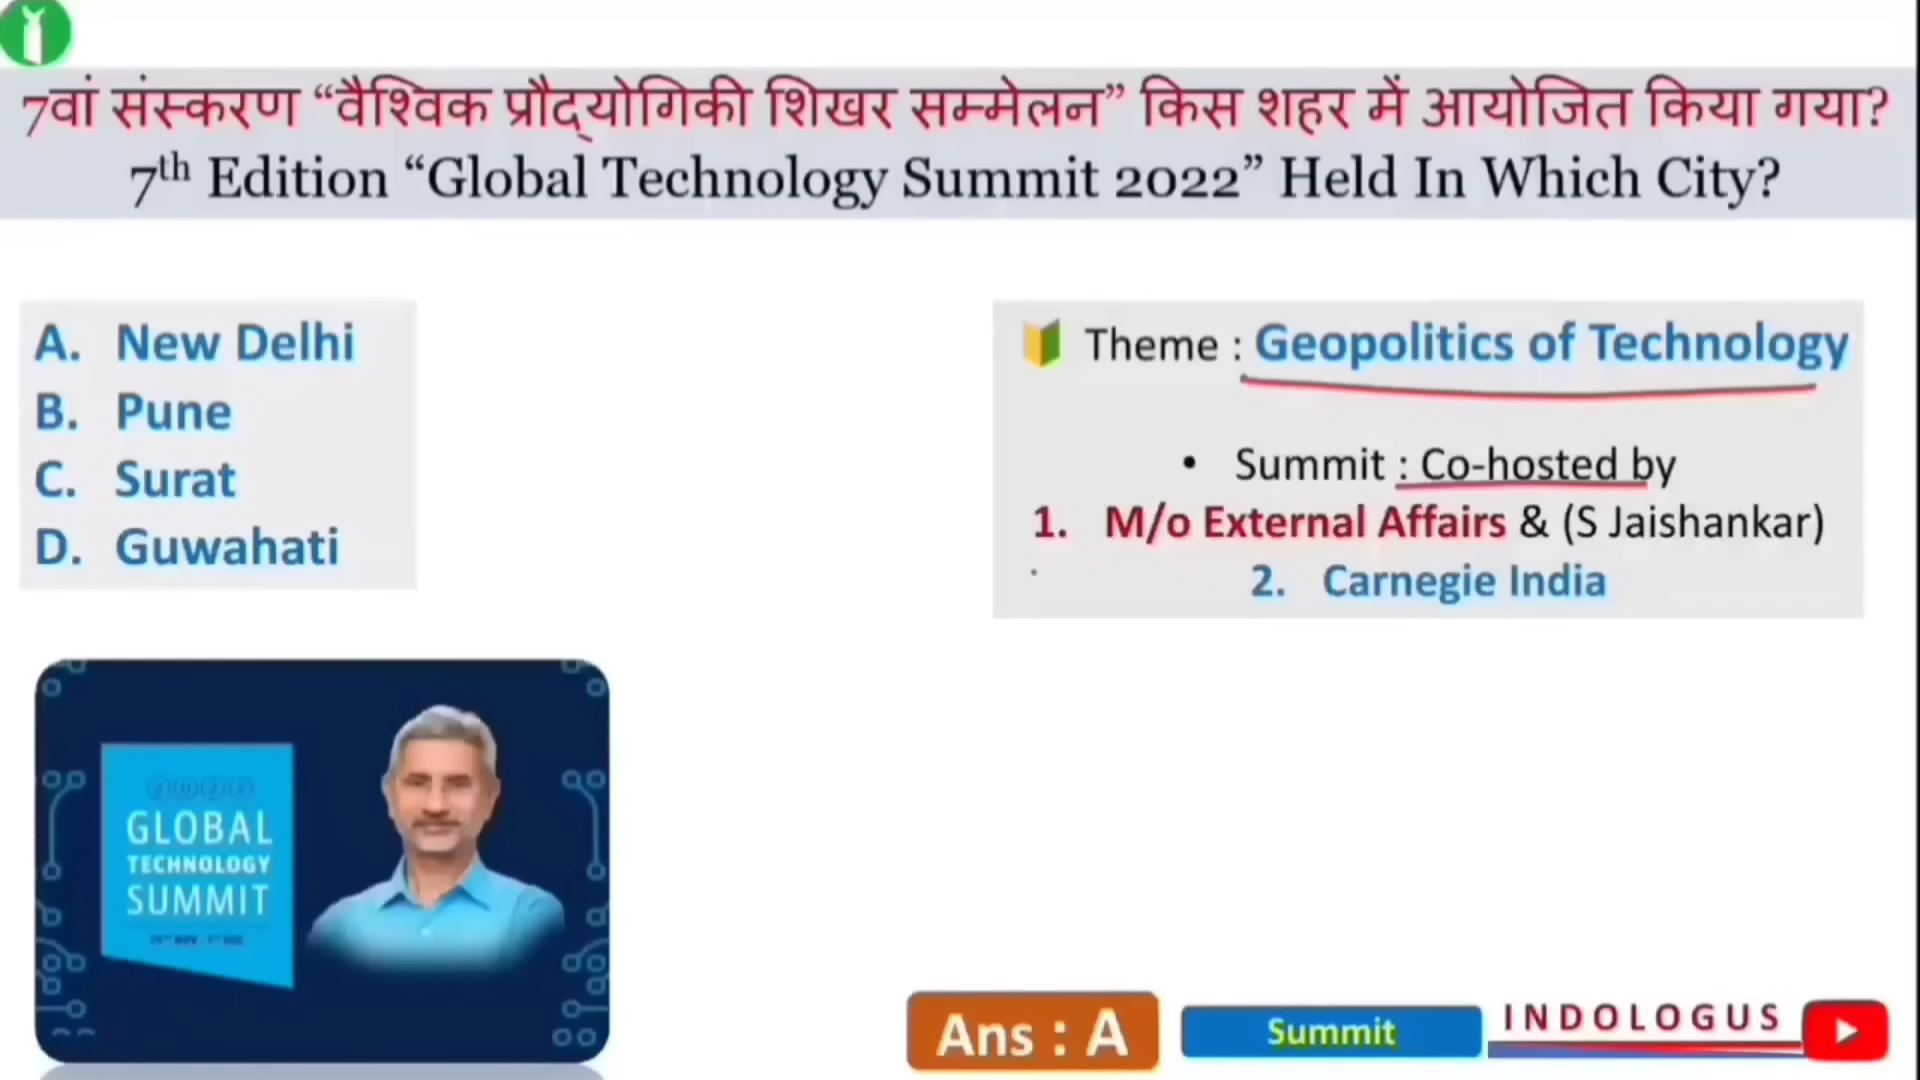 7वां संस्करण “वैश्विक प्रौद्योगिकी शिखर सम्मेलन” किस शहर में आयोजित किया गया?
7th Edition “Global Technology Summit 2022” Held In Which City?
A. New Delhi
B. Pune
C. Surat
D. Guwahati
Theme : Geopolitics of Technology
• Summit : Co-hosted by
1. M/o External Affairs & (S Jaishankar)
2. Carnegie India
GLOBAL
TECHNOLOGY
SUMMIT
Ans : A
Summit
INDOLOGUS